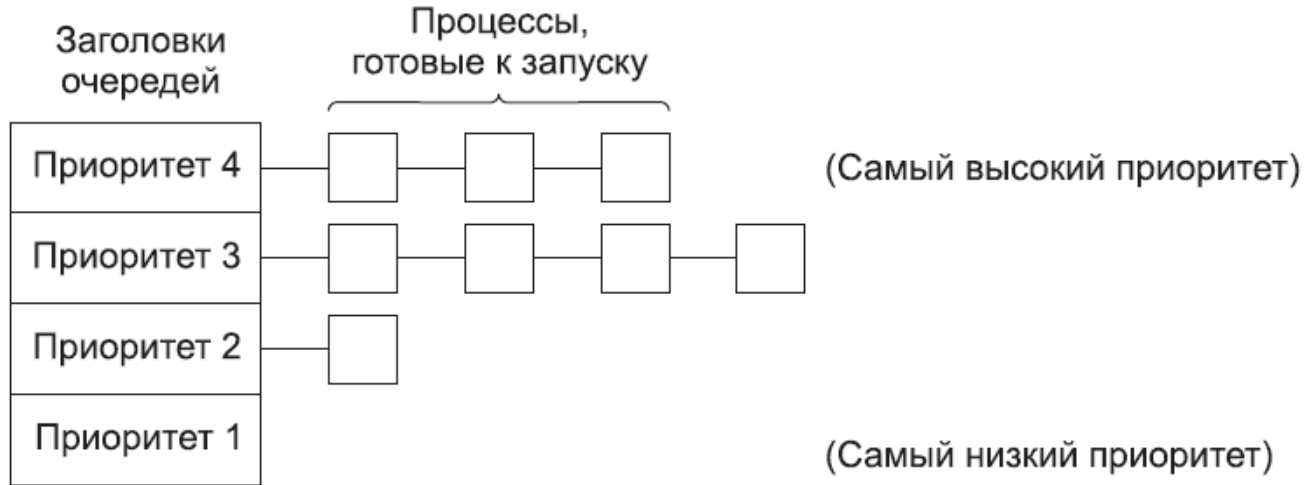 Заголовки
очередей
Процессы,
готовые к запуску
Приоритет 4
(Самый высокий приоритет)
Приоритет 3
Приоритет 2
Приоритет 1
(Самый низкий приоритет)